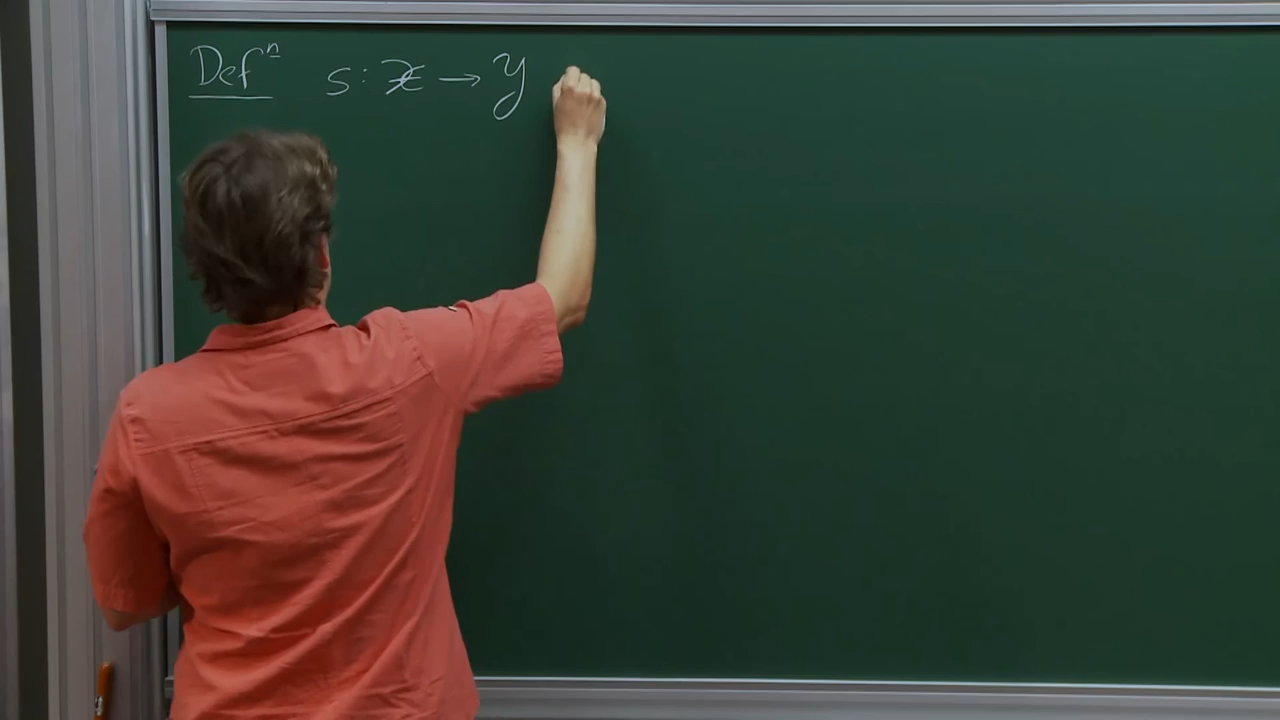 Defⁿ s: 𝒳 → 𝒴